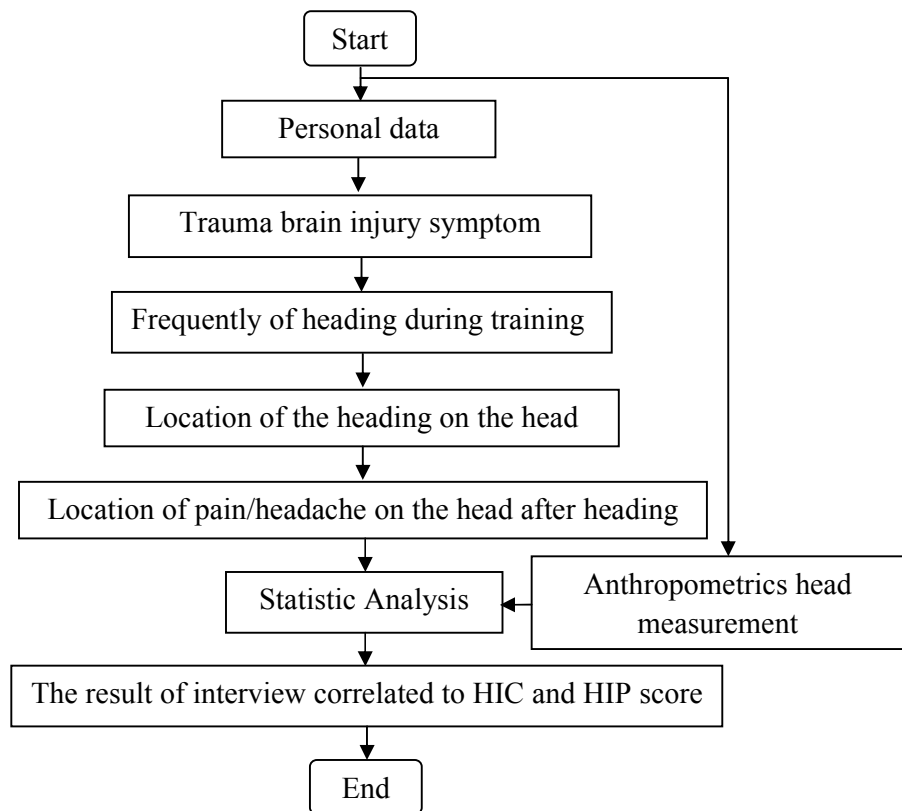 Start
Personal data
Trauma brain injury symptom
Frequently of heading during training
Location of the heading on the head
Location of pain/headache on the head after heading
Statistic Analysis
Anthropometrics head
measurement
The result of interview correlated to HIC and HIP score
End